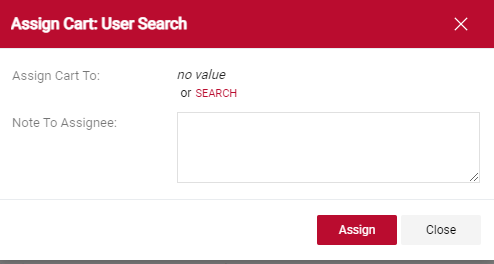 Assign Cart: User Search
Assign Cart To:
no value
or SEARCH
Note To Assignee:
Assign
Close